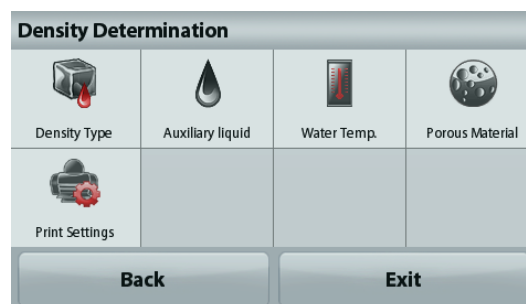 Density Determination
Density Type
Auxiliary liquid
Water Temp.
Porous Material
Print Settings
Back
Exit